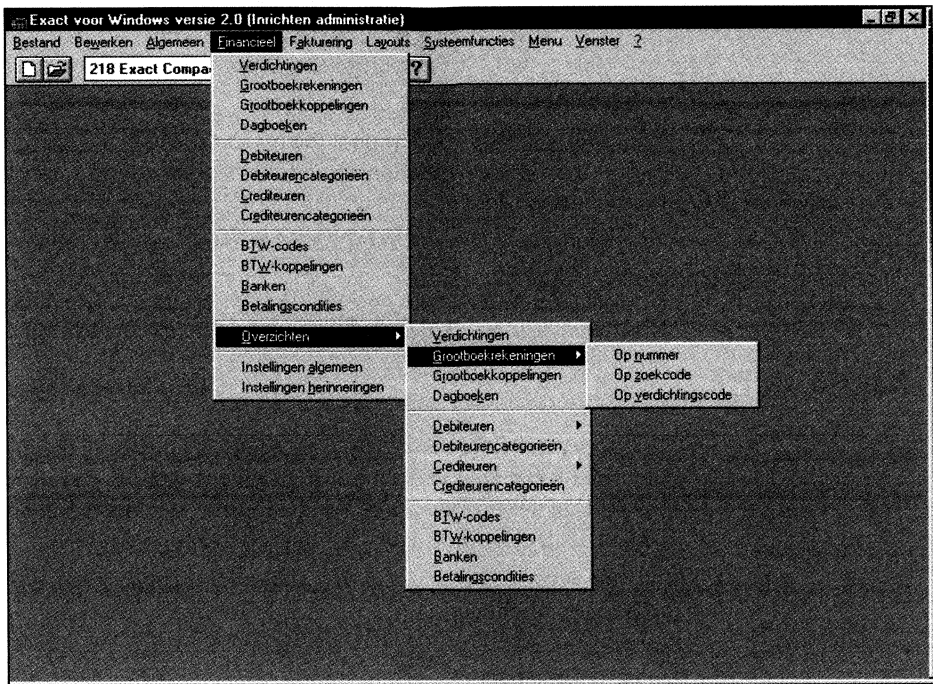 Exact voor Windows versie 2.0 (Inrichten administratie)
Bestand Bewerken Algemeen Financieel Fakturering Layouts Systeemfuncties Menu Venster ?
218 Exact Compa ?
Verdichtingen
Grootboekrekeningen
Grootboekkoppelingen
Dagboeken
Debiteuren
Debiteurencategorieën
Crediteuren
Crediteurencategorieën
BTW-codes
BTW-koppelingen
Banken
Betalingscondities
Overzichten
Instellingen algemeen
Instellingen herinneringen
Verdichtingen
Grootboekrekeningen
Grootboekkoppelingen
Dagboeken
Debiteuren
Debiteurencategorieën
Crediteuren
Crediteurencategorieën
BTW-codes
BTW-koppelingen
Banken
Betalingscondities
Op nummer
Op zoekcode
Op verdichtingscode